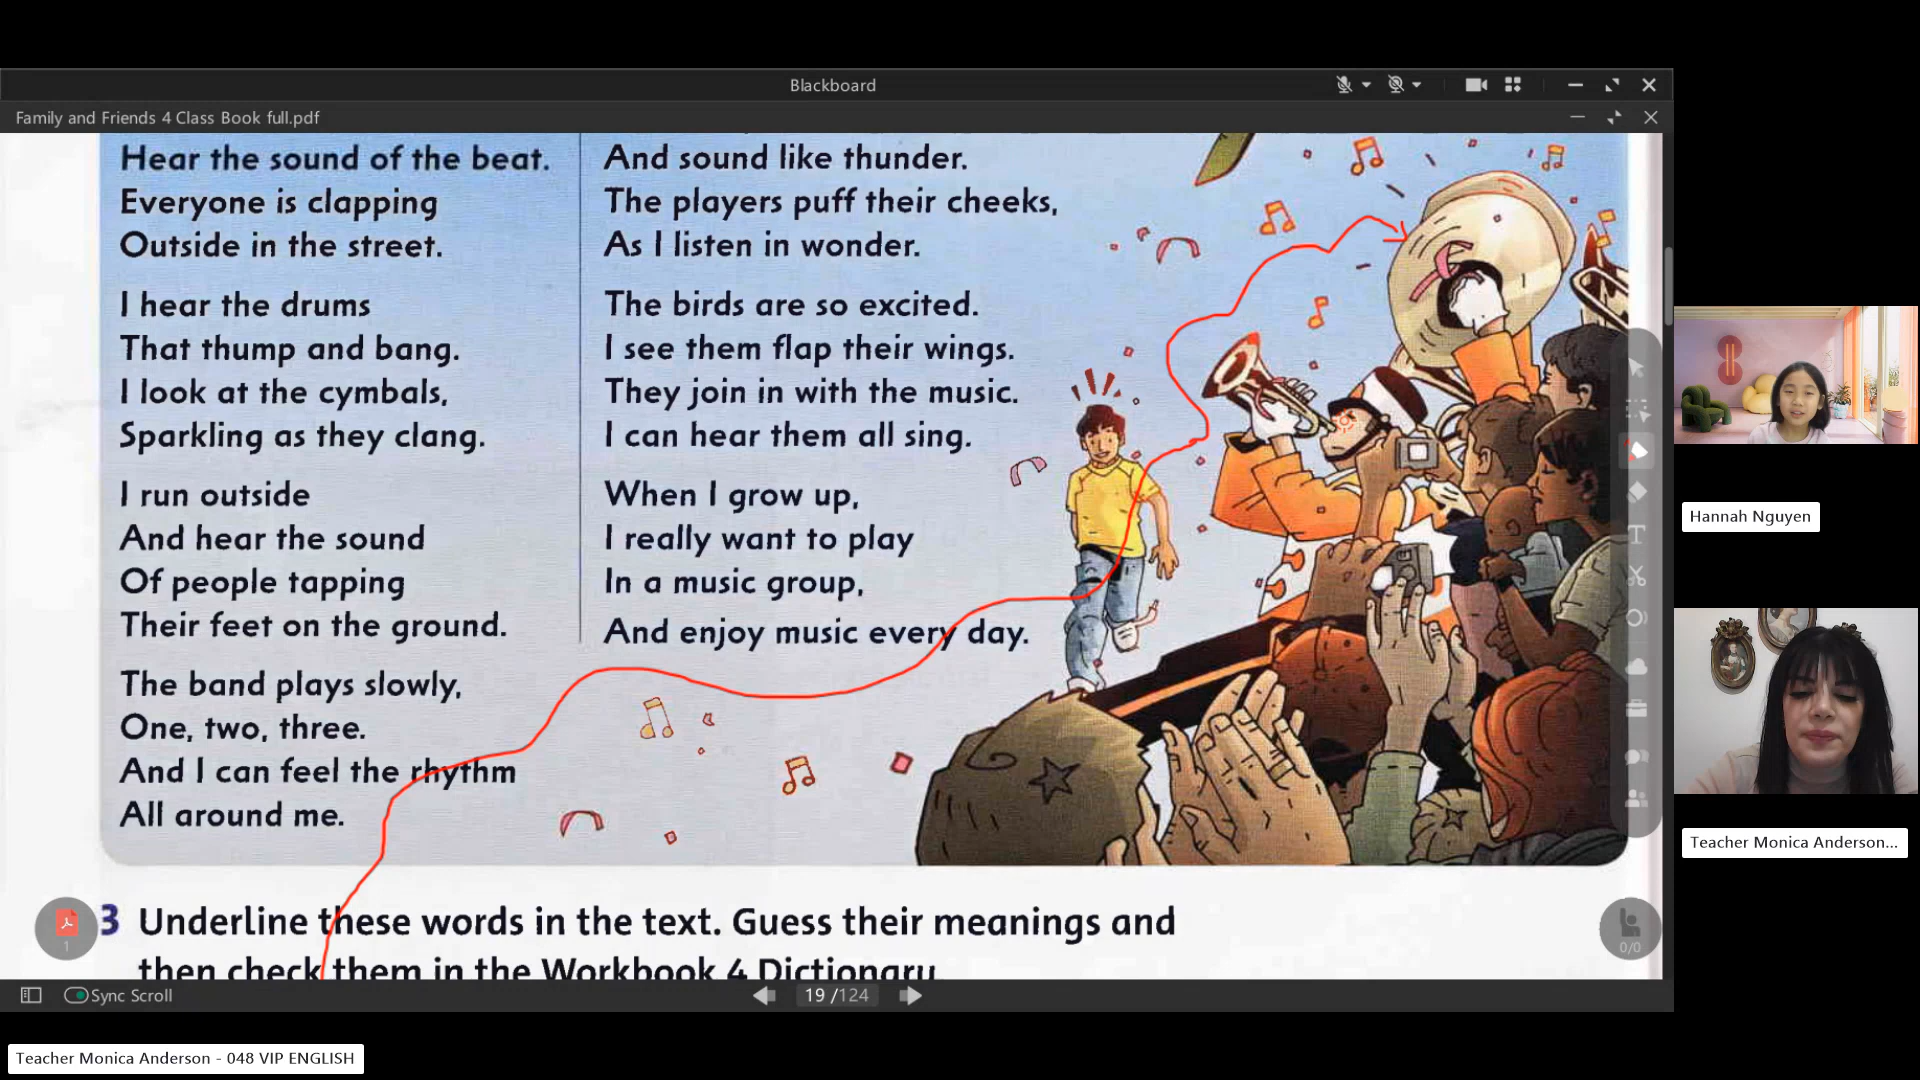 Blackboard
Family and Friends 4 Class Book full.pdf
Hear the sound of the beat.
Everyone is clapping
Outside in the street.
I hear the drums
That thump and bang.
I look at the cymbals,
Sparkling as they clang.
I run outside
And hear the sound
Of people tapping
Their feet on the ground.
The band plays slowly,
One, two, three.
And I can feel the rhythm
All around me.
And sound like thunder.
The players puff their cheeks,
As I listen in wonder.
The birds are so excited.
I see them flap their wings.
They join in with the music.
I can hear them all sing.
When I grow up,
I really want to play
In a music group,
And enjoy music every day.
3 Underline these words in the text. Guess their meanings and
then check them in the Workbook 4 Dictionary.
1
0/0
Sync Scroll
19 /124
Hannah Nguyen
Teacher Monica Anderson...
Teacher Monica Anderson - 048 VIP ENGLISH